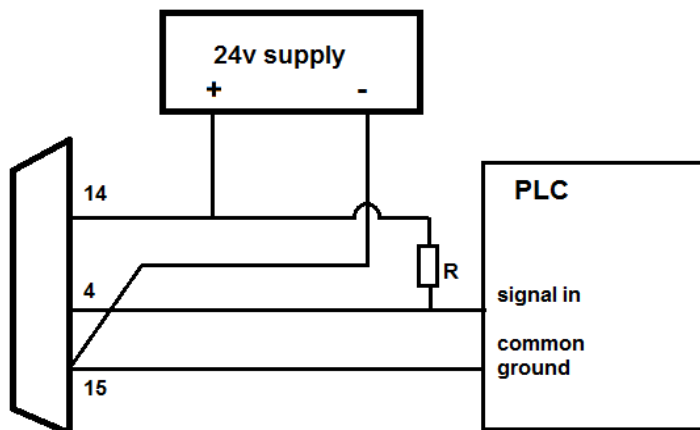 24v supply
+ -
14
PLC
R
4
signal in
common
ground
15